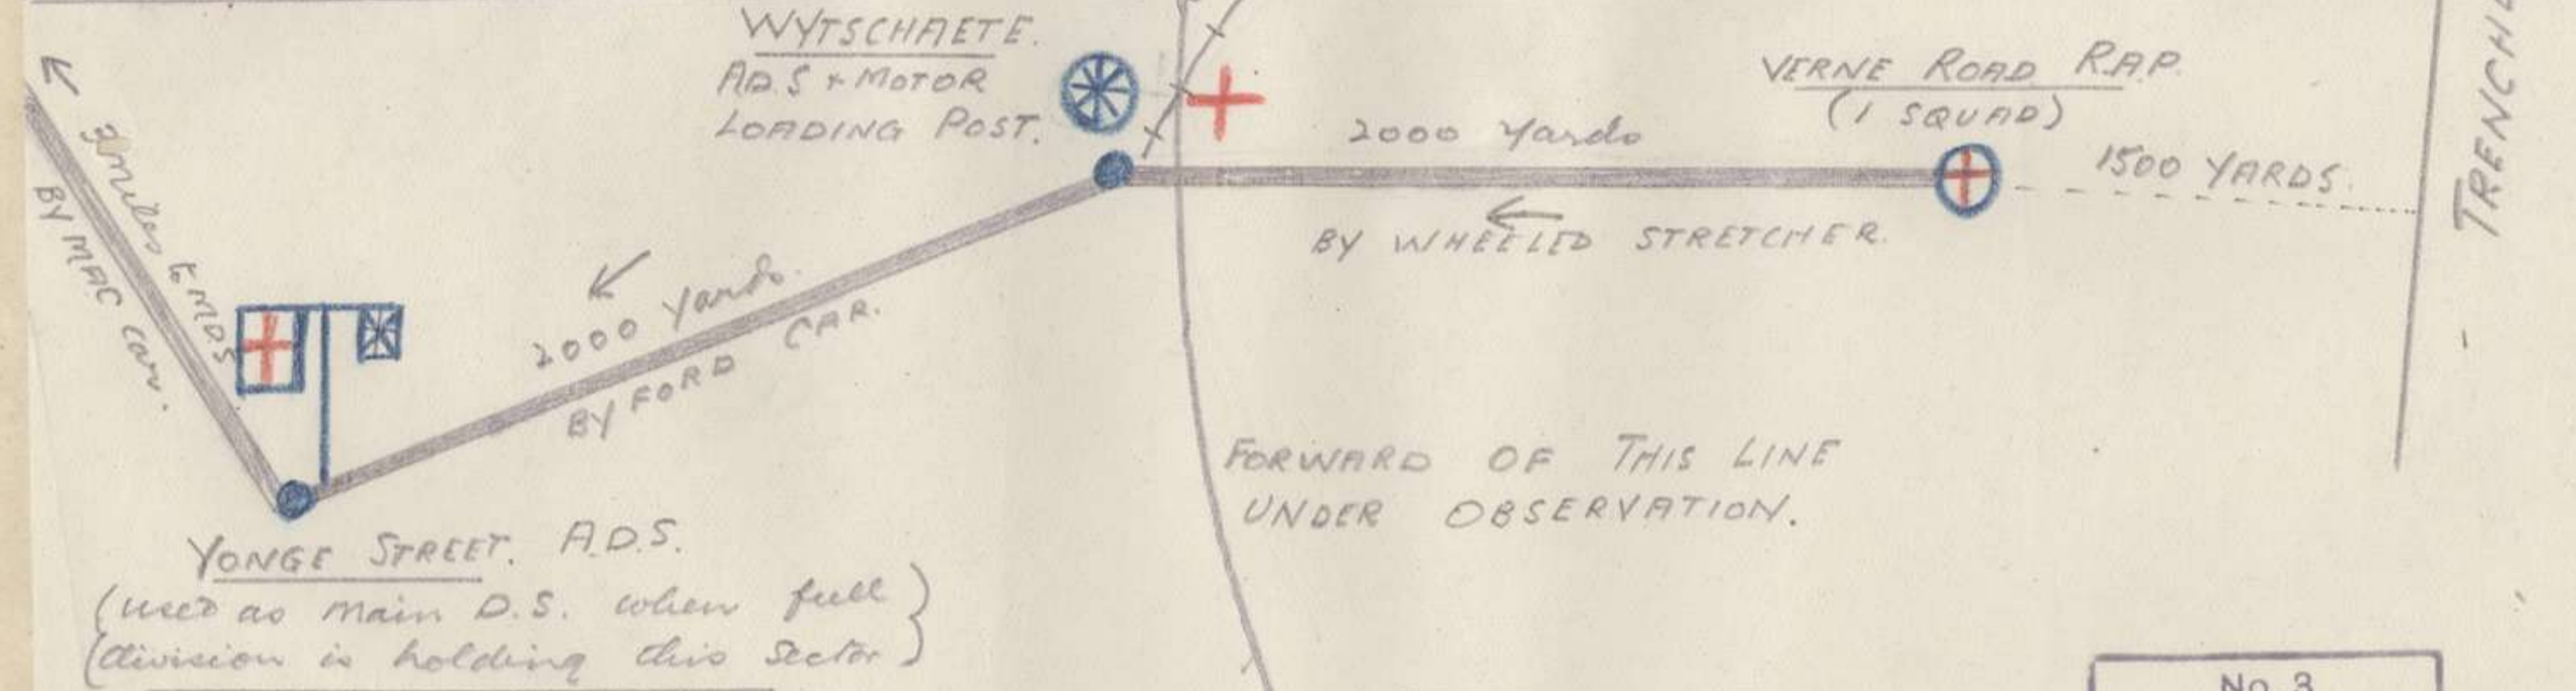 WYTSCHAETE.
A.D.S + MOTOR
LOADING POST.
VERNE ROAD R.A.P.
(1 SQUAD)
2000 Yards
1500 YARDS.
BY WHEELED STRETCHER.
miles to MDS
BY MAC Car.
2000 Yards.
BY FORD CAR.
FORWARD OF THIS LINE
UNDER OBSERVATION.
YONGE STREET. A.D.S.
(used as Main D.S. when full)
(division is holding this Sector)
No 3